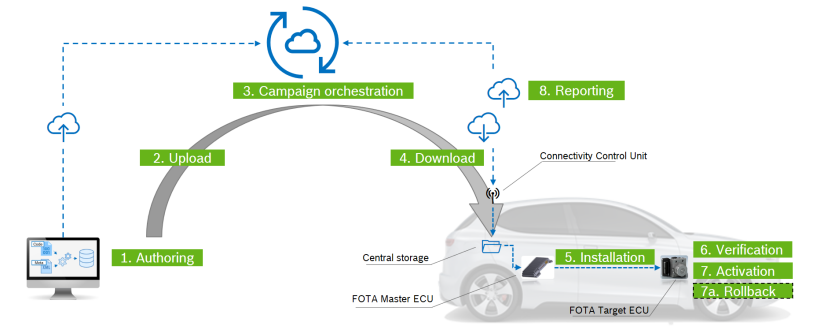 3. Campaign orchestration
8. Reporting
2. Upload
4. Download
Connectivity Control Unit
Code
Meta
1. Authoring
Central storage
5. Installation
6. Verification
7. Activation
7a. Rollback
FOTA Master ECU
FOTA Target ECU